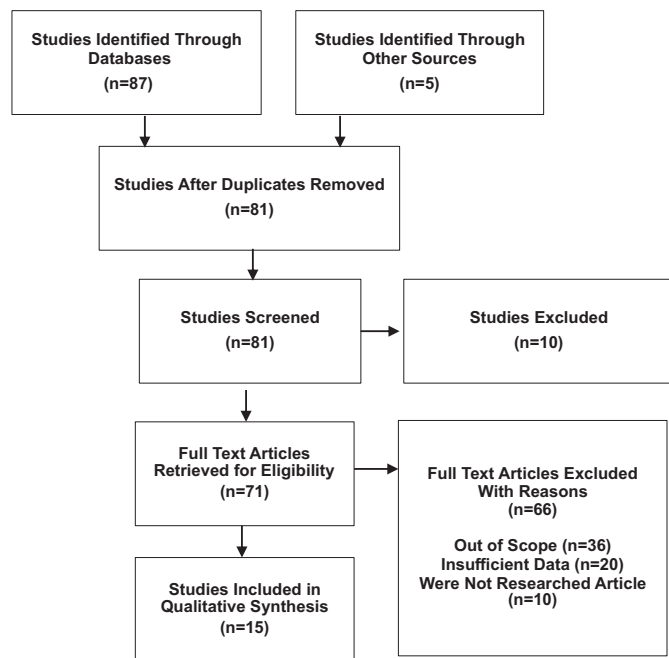 Studies Identified Through
Databases
(n=87)
Studies Identified Through
Other Sources
(n=5)
Studies After Duplicates Removed
(n=81)
Studies Screened
(n=81)
Studies Excluded
(n=10)
Full Text Articles
Retrieved for Eligibility
(n=71)
Full Text Articles Excluded
With Reasons
(n=66)
Out of Scope (n=36)
Insufficient Data (n=20)
Were Not Researched Article
(n=10)
Studies Included in
Qualitative Synthesis
(n=15)